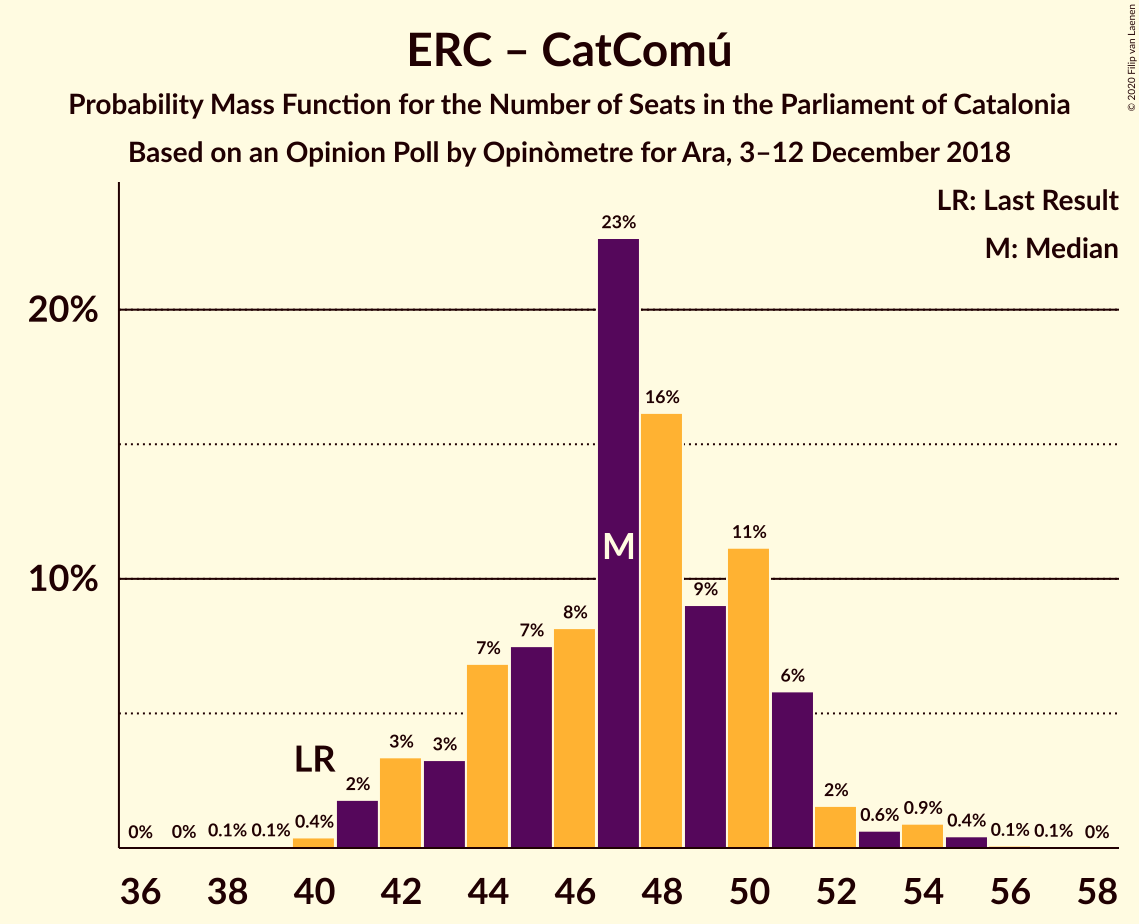 ERC – CatComú
Probability Mass Function for the Number of Seats in the Parliament of Catalonia
Based on an Opinion Poll by Opinòmetre for Ara, 3–12 December 2018
© 2020 Filip van Laenen
LR: Last Result
M: Median
23%
20%
16%
11%
M
10%
9%
8%
7%
7%
6%
LR
3%
3%
2%
2%
0%
0%
0.1%
0.1%
0.4%
0.6%
0.9%
0.4%
0.1%
0.1%
0%
36 38 40 42 44 46 48 50 52 54 56 58